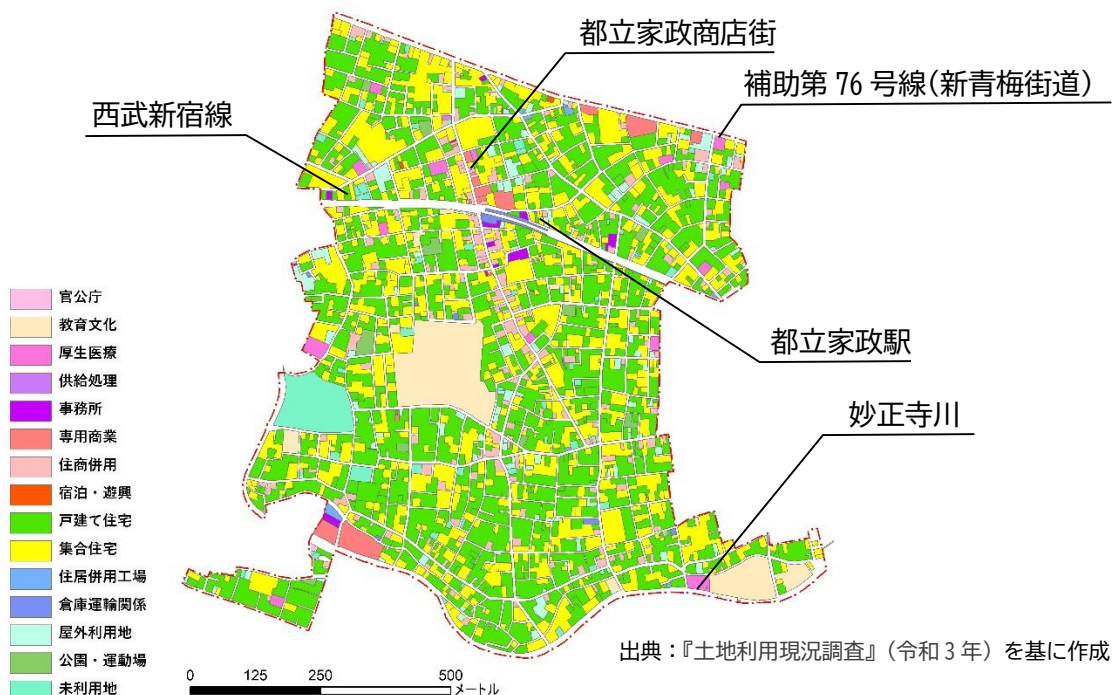 都立家政商店街
補助第 76 号線(新青梅街道)
西武新宿線
都立家政駅
妙正寺川
官公庁
教育文化
厚生医療
供給処理
事務所
専用商業
住商併用
宿泊・遊興
戸建て住宅
集合住宅
住居併用工場
倉庫運輸関係
屋外利用地
公園・運動場
未利用地
0 125 250 500
メートル
出典：『土地利用現況調査』（令和 3 年）を基に作成